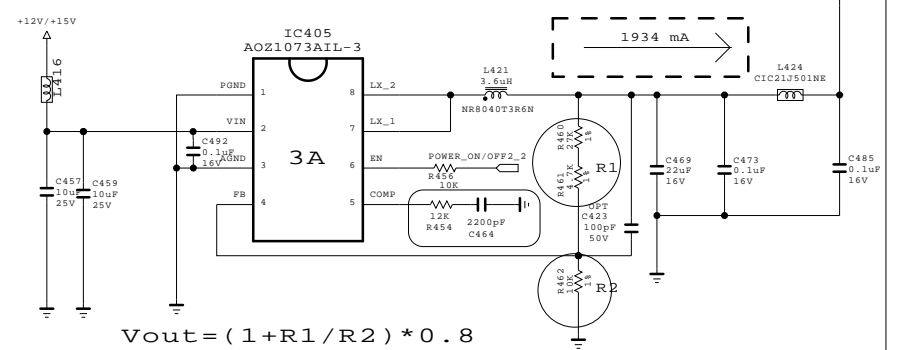 +12V/+15V
L416
IC405
AOZ1073AIL-3
1934 mA
L421
3.6uH
NR8040T3R6N
L424
CIC21J501NE
PGND
1
8
LX_2
VIN
2
7
LX_1
3A
AGND
3
6
EN
FB
4
5
COMP
C492
0.1uF
16V
POWER_ON/OFF2_2
R456
10K
12K
R454
2200pF
C464
R460
27K
1%
R461
4.7K
1%
R1
OPT
C423
100pF
50V
C469
22uF
16V
C473
0.1uF
16V
C485
0.1uF
16V
C457
10uF
25V
C459
10uF
25V
R462
10K
1%
R2
Vout=(1+R1/R2)*0.8